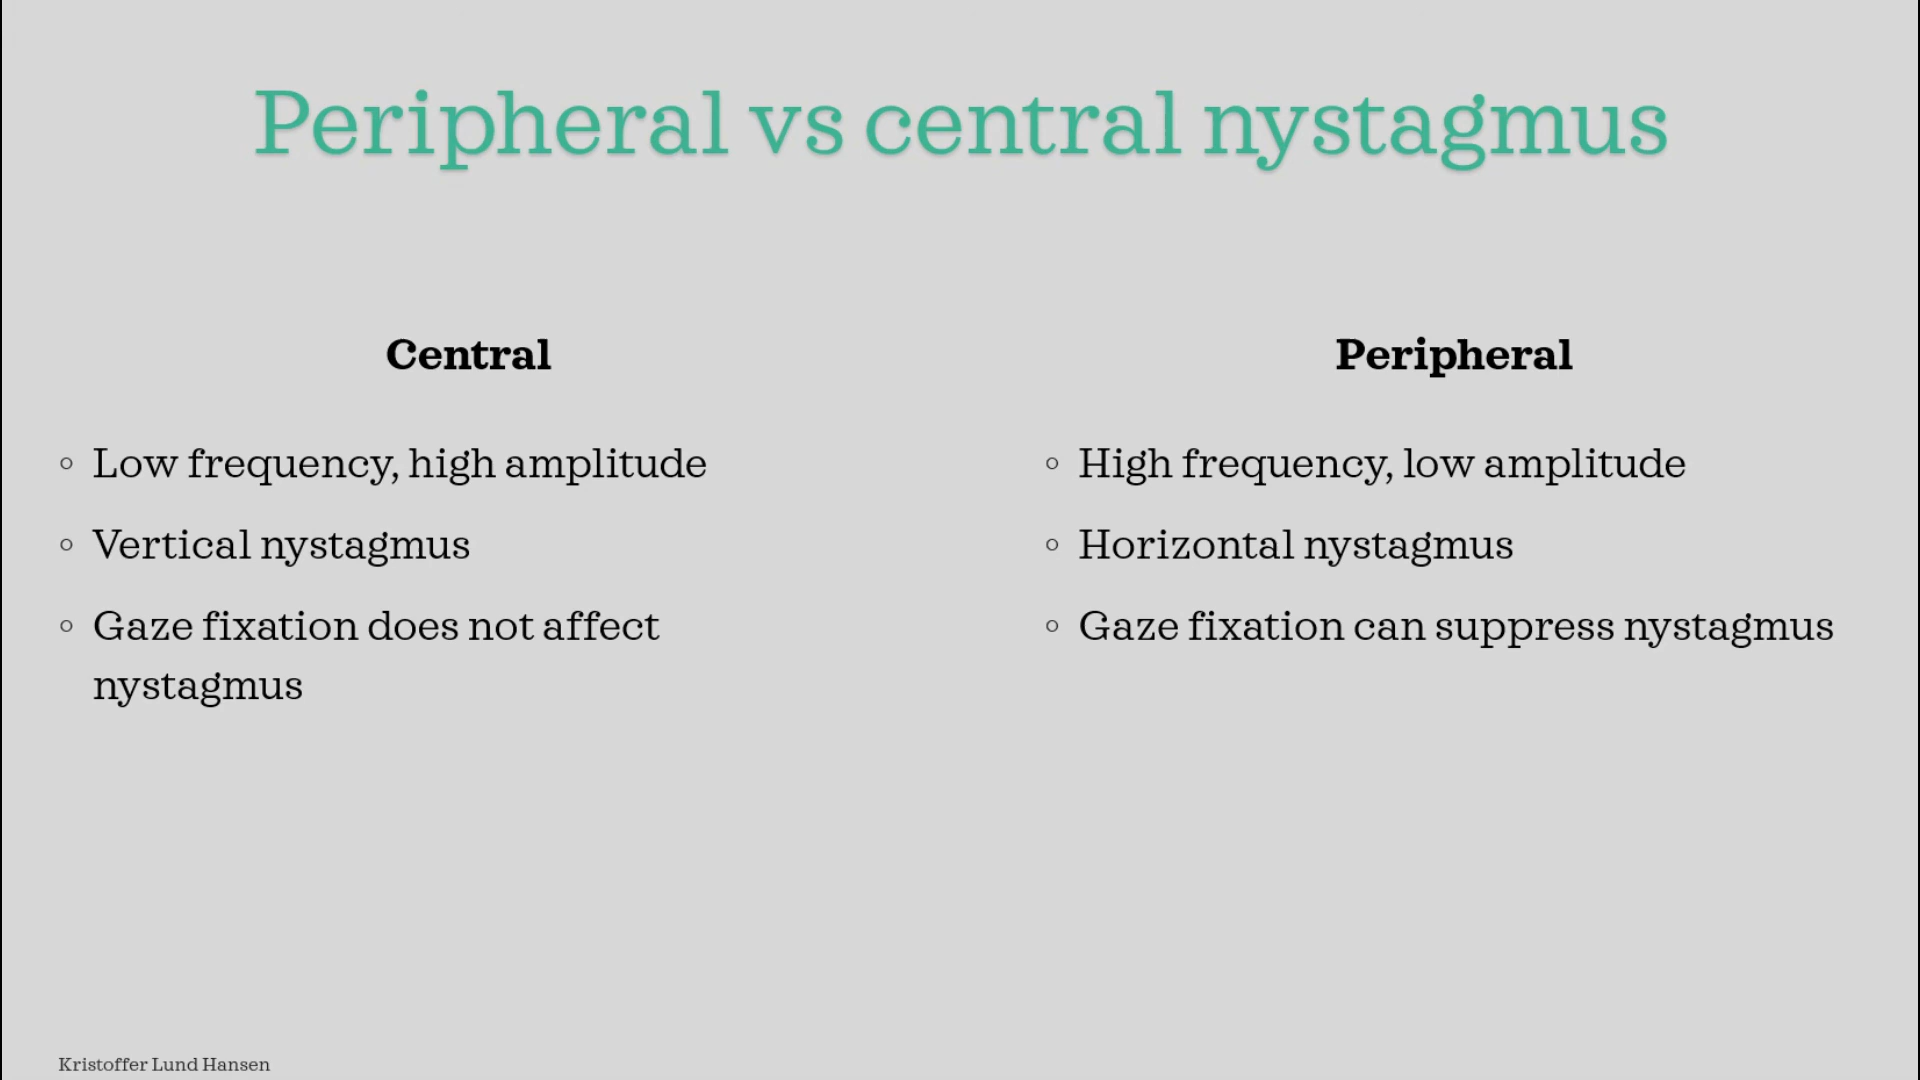 Peripheral vs central nystagmus
Central
Low frequency, high amplitude
Vertical nystagmus
Gaze fixation does not affect
nystagmus
Peripheral
High frequency, low amplitude
Horizontal nystagmus
Gaze fixation can suppress nystagmus
Kristoffer Lund Hansen